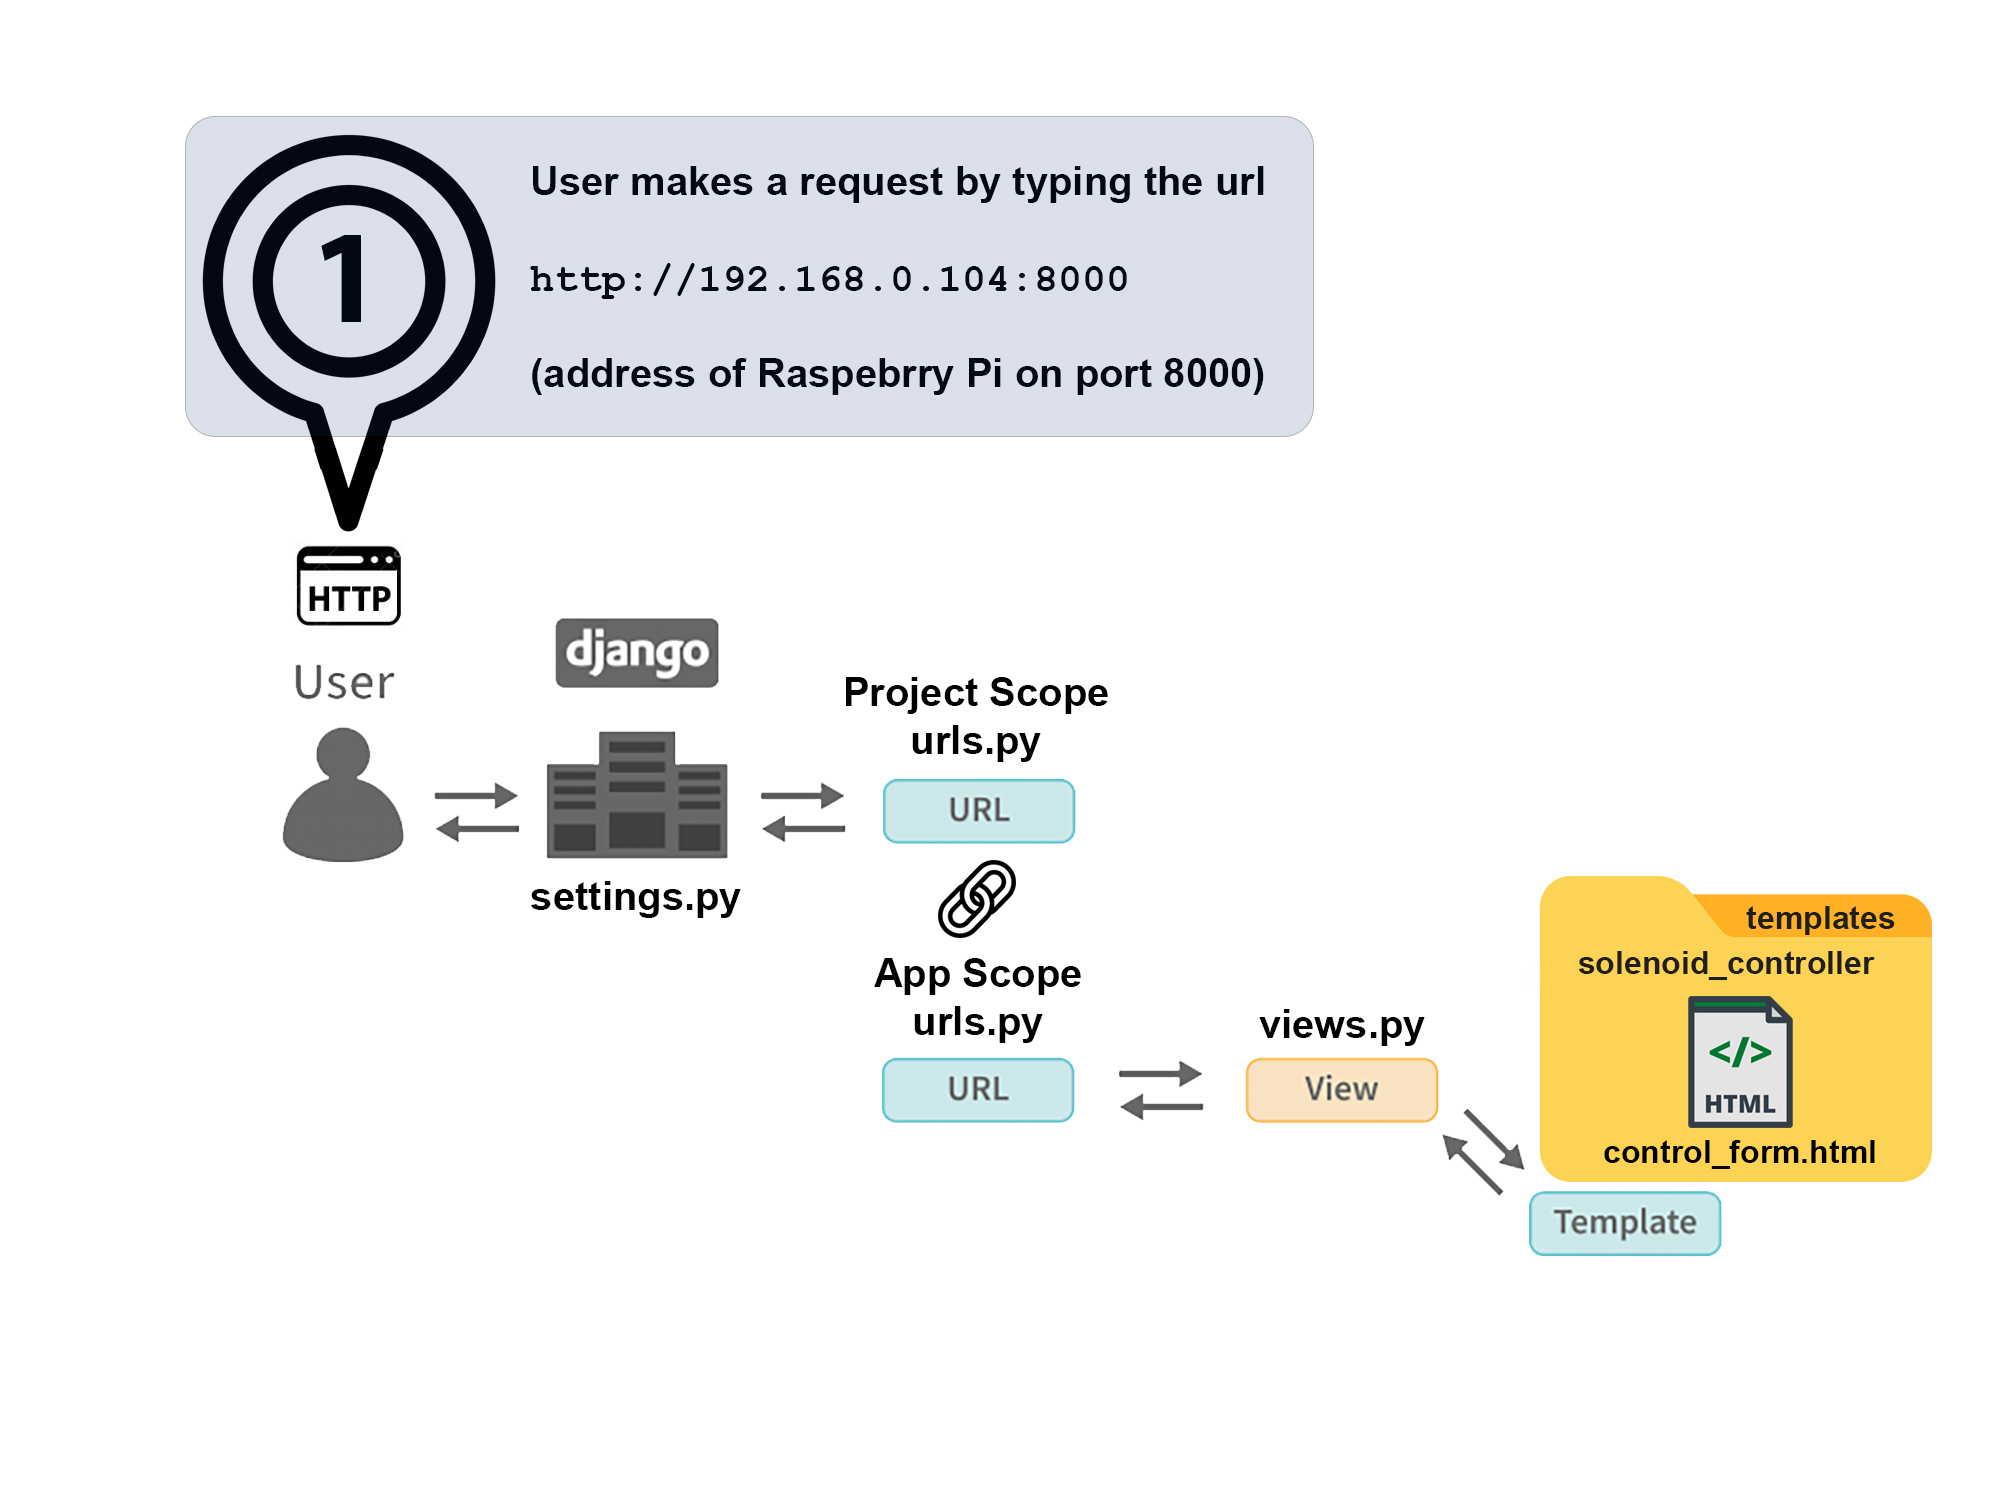 1
User makes a request by typing the url
http://192.168.0.104:8000
(address of Raspebrry Pi on port 8000)
HTTP
User
django
settings.py
Project Scope
urls.py
URL
App Scope
urls.py
URL
views.py
View
templates
solenoid_controller
</>
HTML
control_form.html
Template